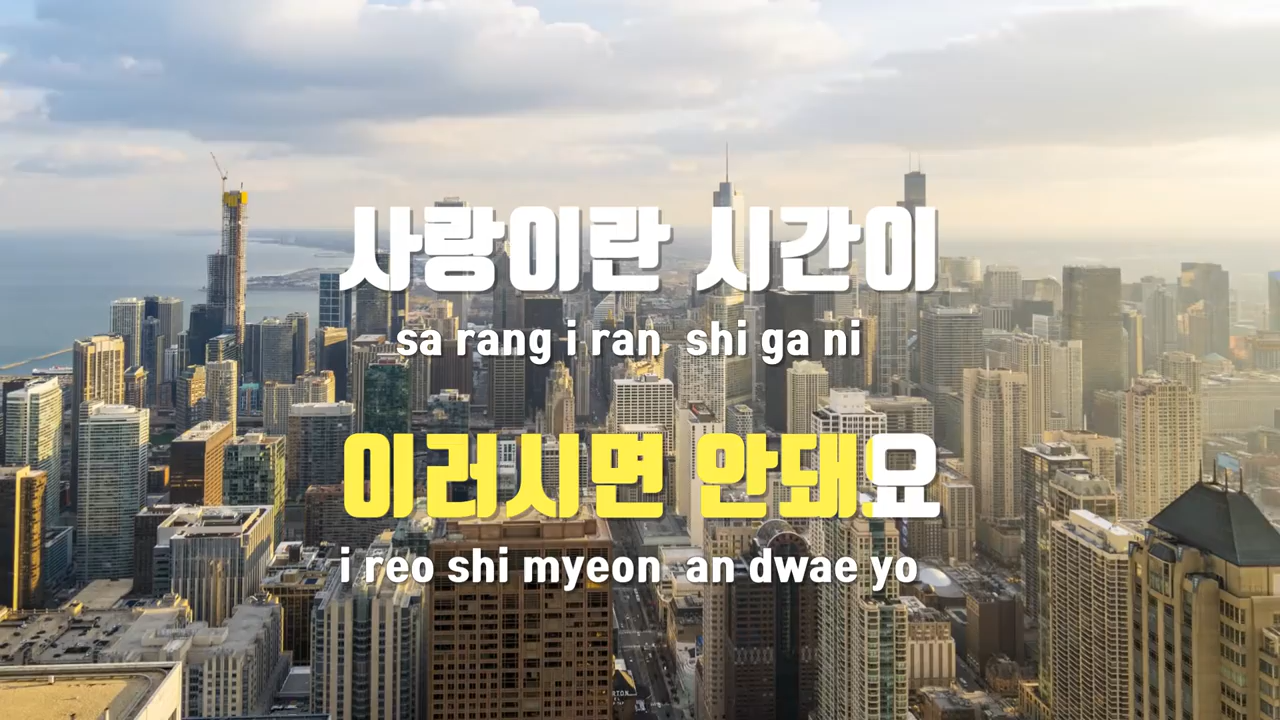 사랑이란 시간이
sa rang i ran shi ga ni
이러시면 안돼요
i reo shi myeon an dwae yo